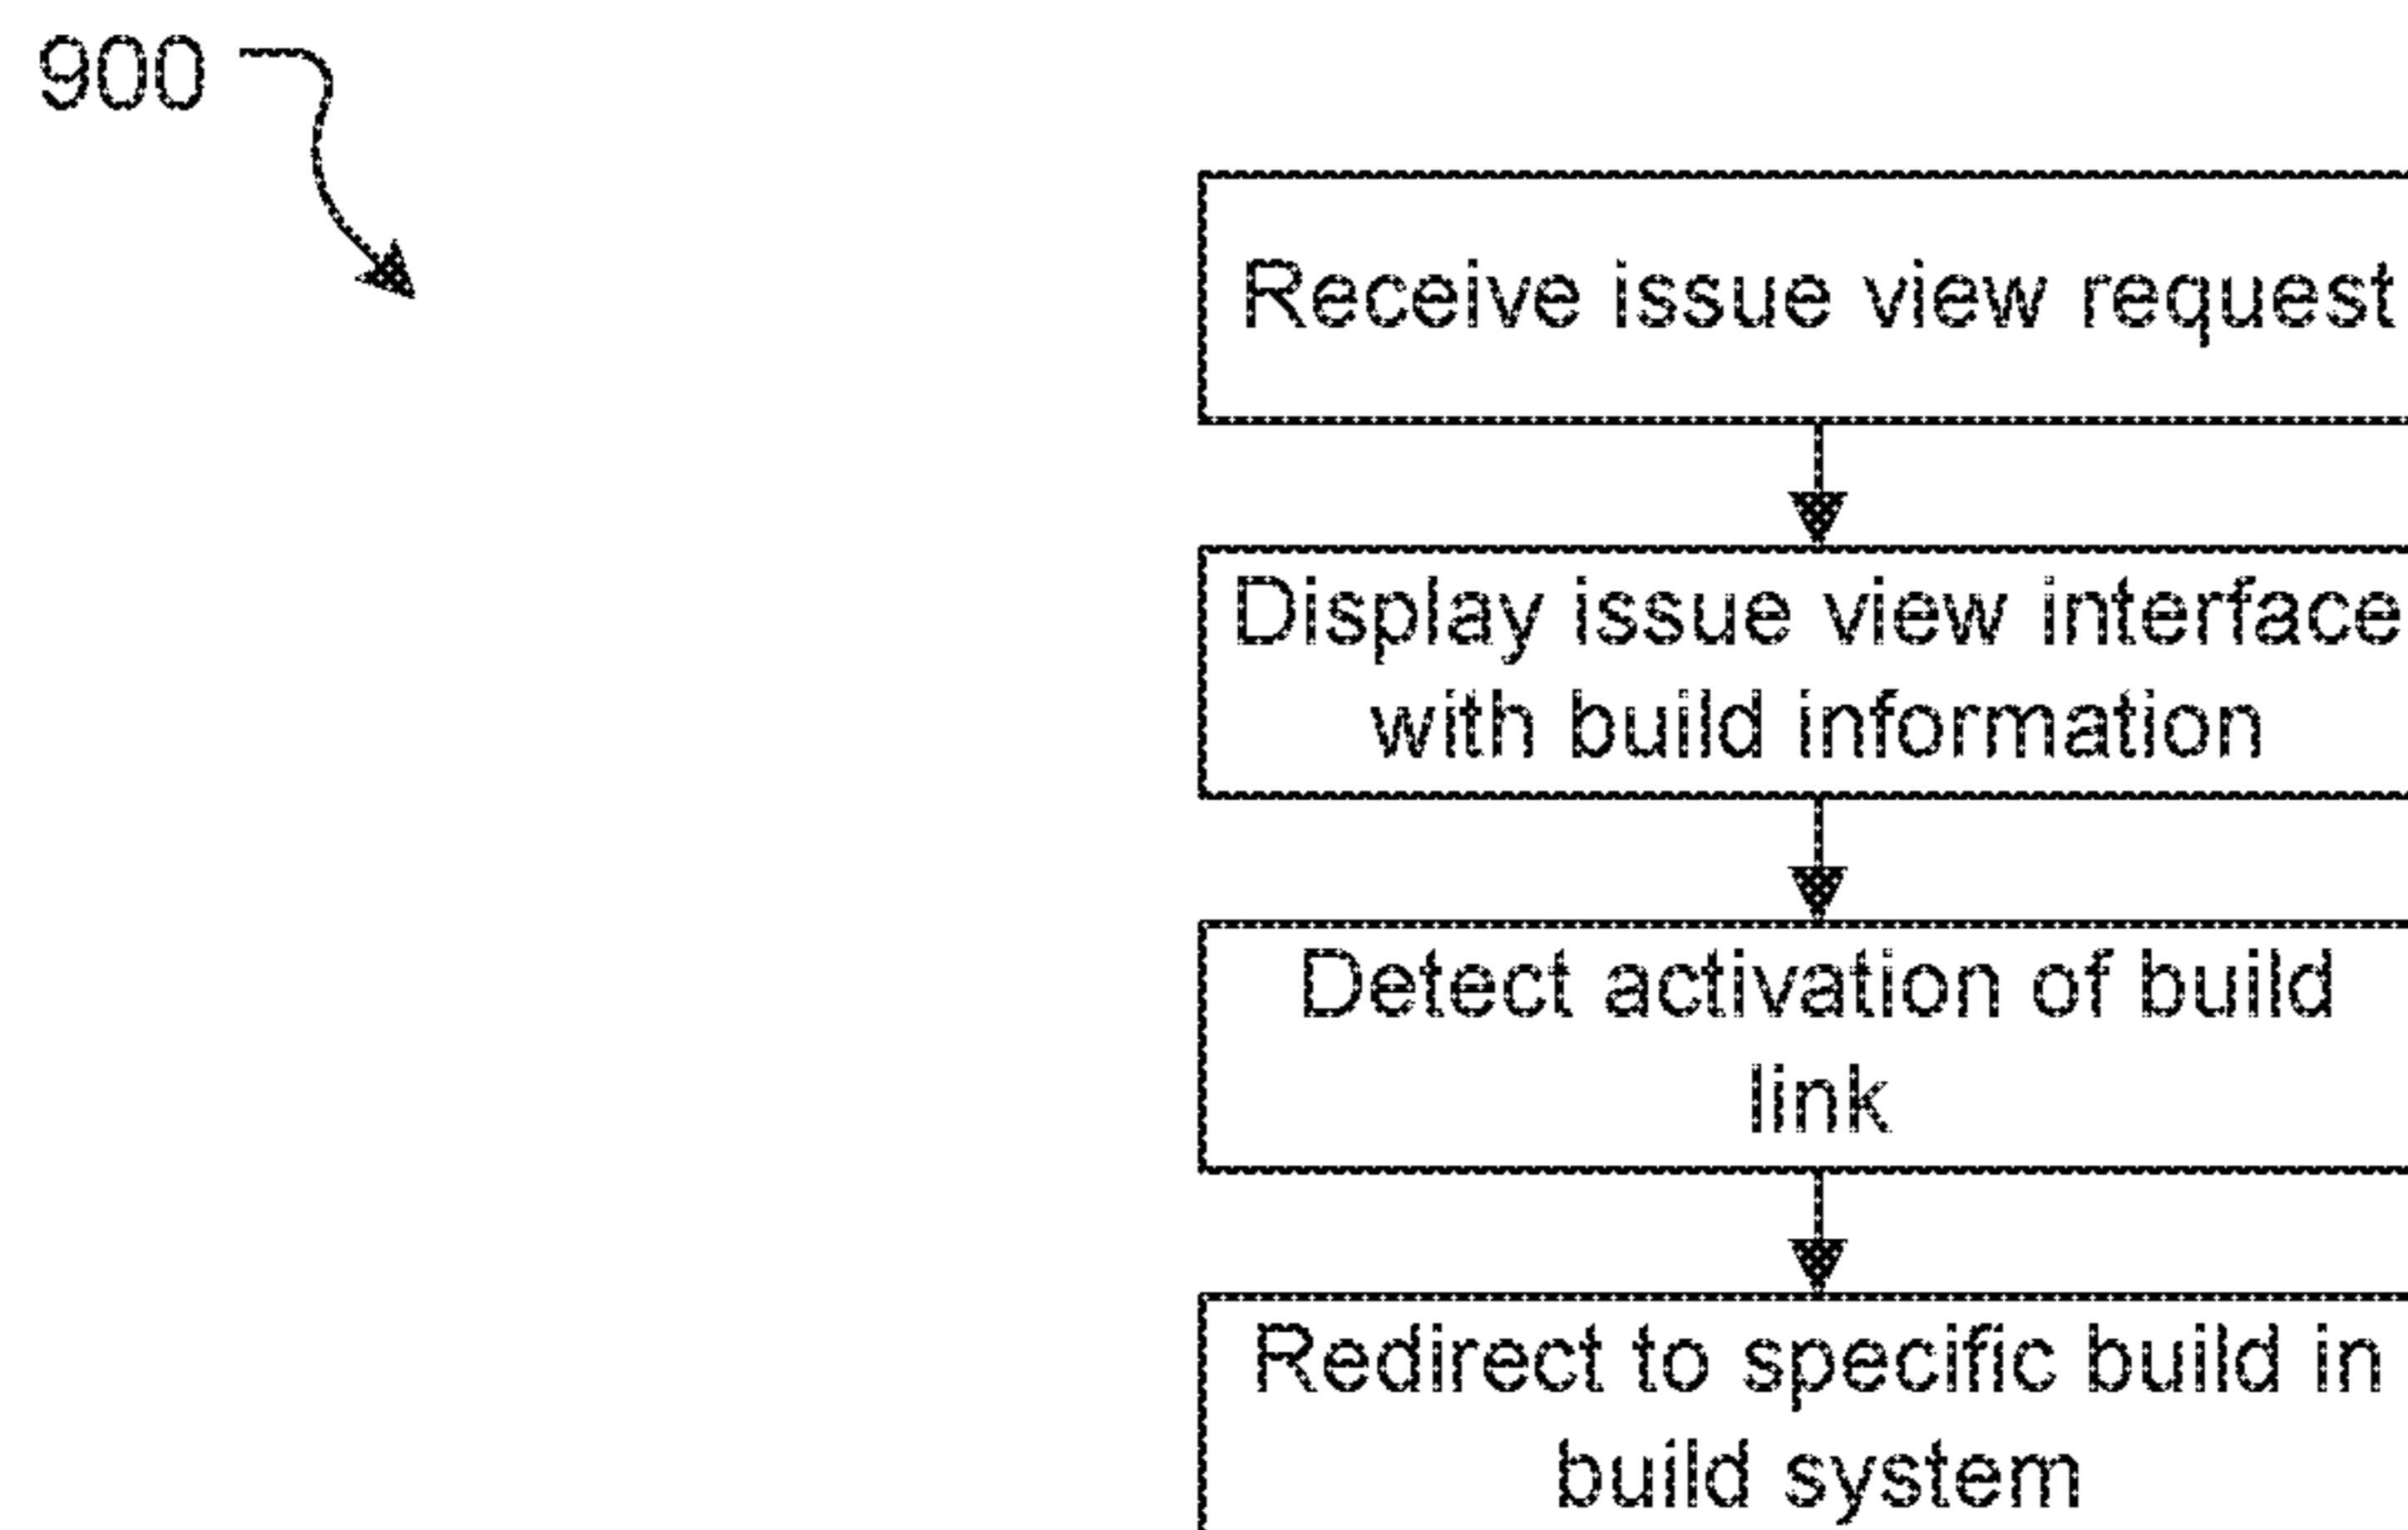 900
Receive issue view request
Display issue view interface
with build information
Detect activation of build
link
Redirect to specific build in
build system